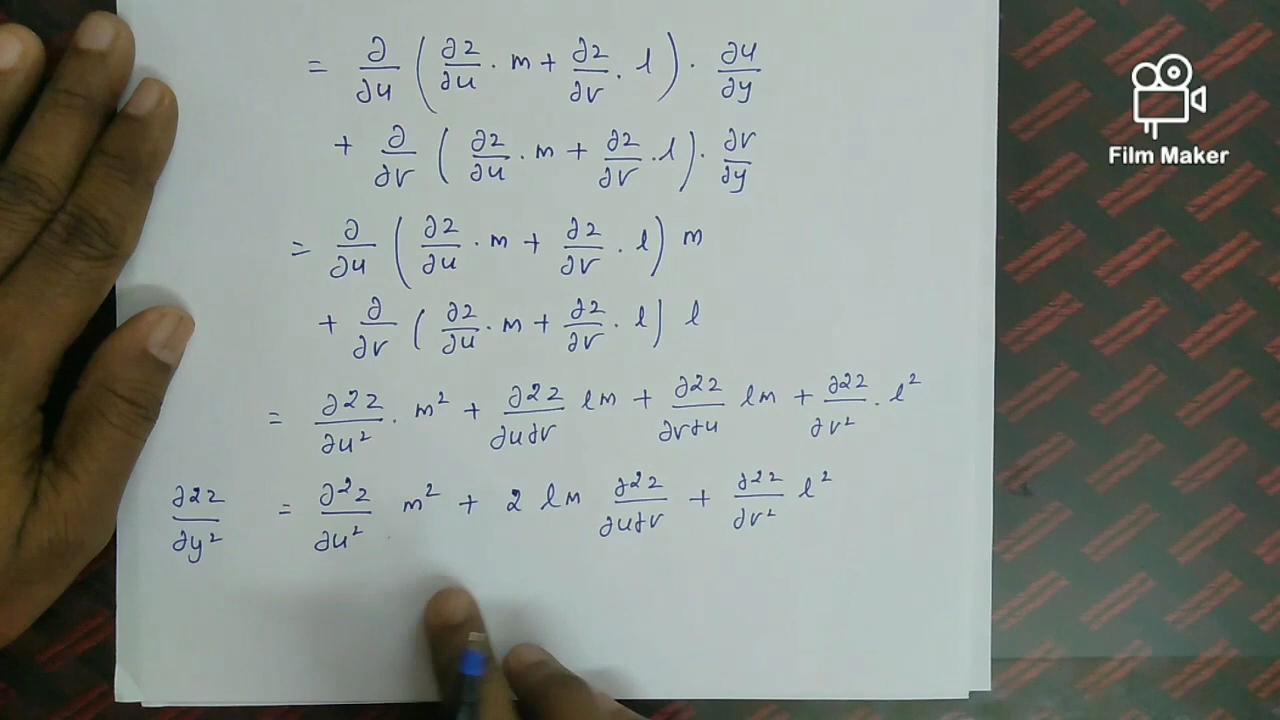 = ∂/∂u (∂z/∂u · m + ∂z/∂v · l) · ∂u/∂y
+ ∂/∂v (∂z/∂u · m + ∂z/∂v · l) · ∂v/∂y
= ∂/∂u (∂z/∂u · m + ∂z/∂v · l) m
+ ∂/∂v (∂z/∂u · m + ∂z/∂v · l) l
= ∂²z/∂u² · m² + ∂²z/∂u∂v lm + ∂²z/∂v∂u lm + ∂²z/∂v² · l²
∂²z/∂y² = ∂²z/∂u² m² + 2 lm ∂²z/∂u∂v + ∂²z/∂v² l²
Film Maker